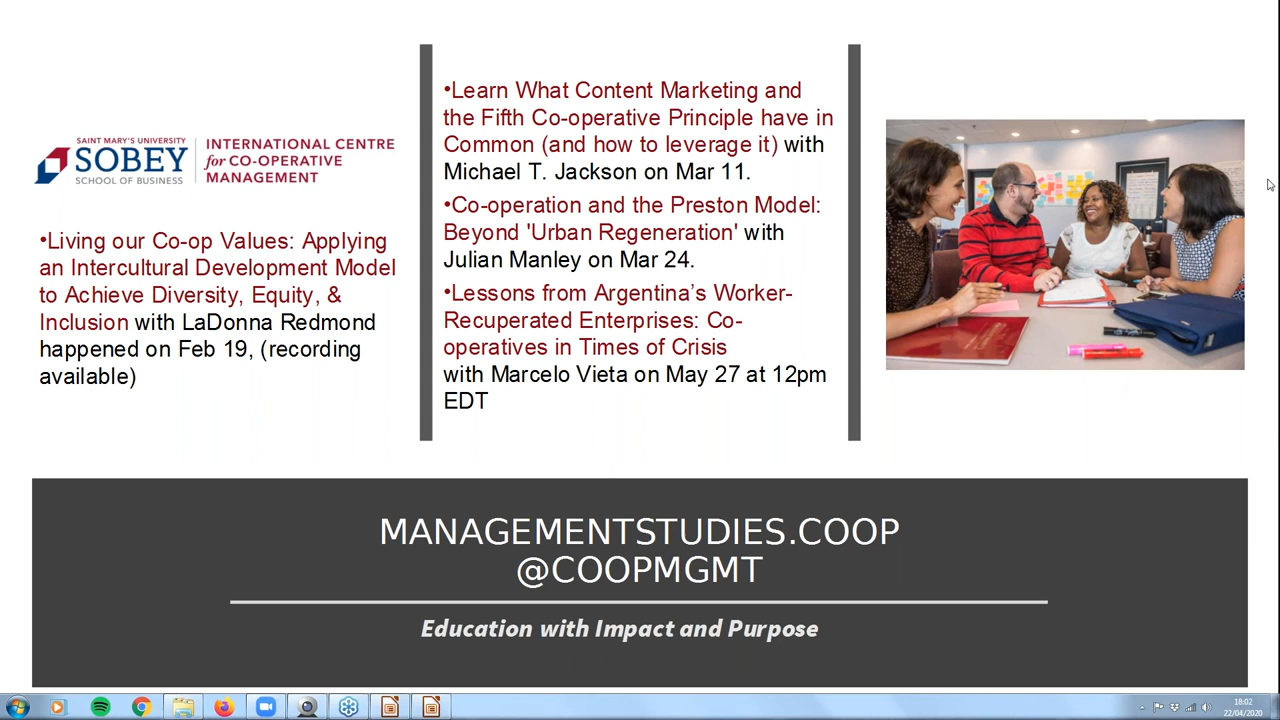 SAINT MARY'S UNIVERSITY
SOBEY
SCHOOL OF BUSINESS
INTERNATIONAL CENTRE
for CO-OPERATIVE
MANAGEMENT
•Living our Co-op Values: Applying
an Intercultural Development Model
to Achieve Diversity, Equity, &
Inclusion with LaDonna Redmond
happened on Feb 19, (recording
available)
•Learn What Content Marketing and
the Fifth Co-operative Principle have in
Common (and how to leverage it) with
Michael T. Jackson on Mar 11.
•Co-operation and the Preston Model:
Beyond 'Urban Regeneration' with
Julian Manley on Mar 24.
•Lessons from Argentina’s Worker-
Recuperated Enterprises: Co-
operatives in Times of Crisis
with Marcelo Vieta on May 27 at 12pm
EDT
MANAGEMENTSTUDIES.COOP
@COOPMGMT
Education with Impact and Purpose
18:02
22/04/2020